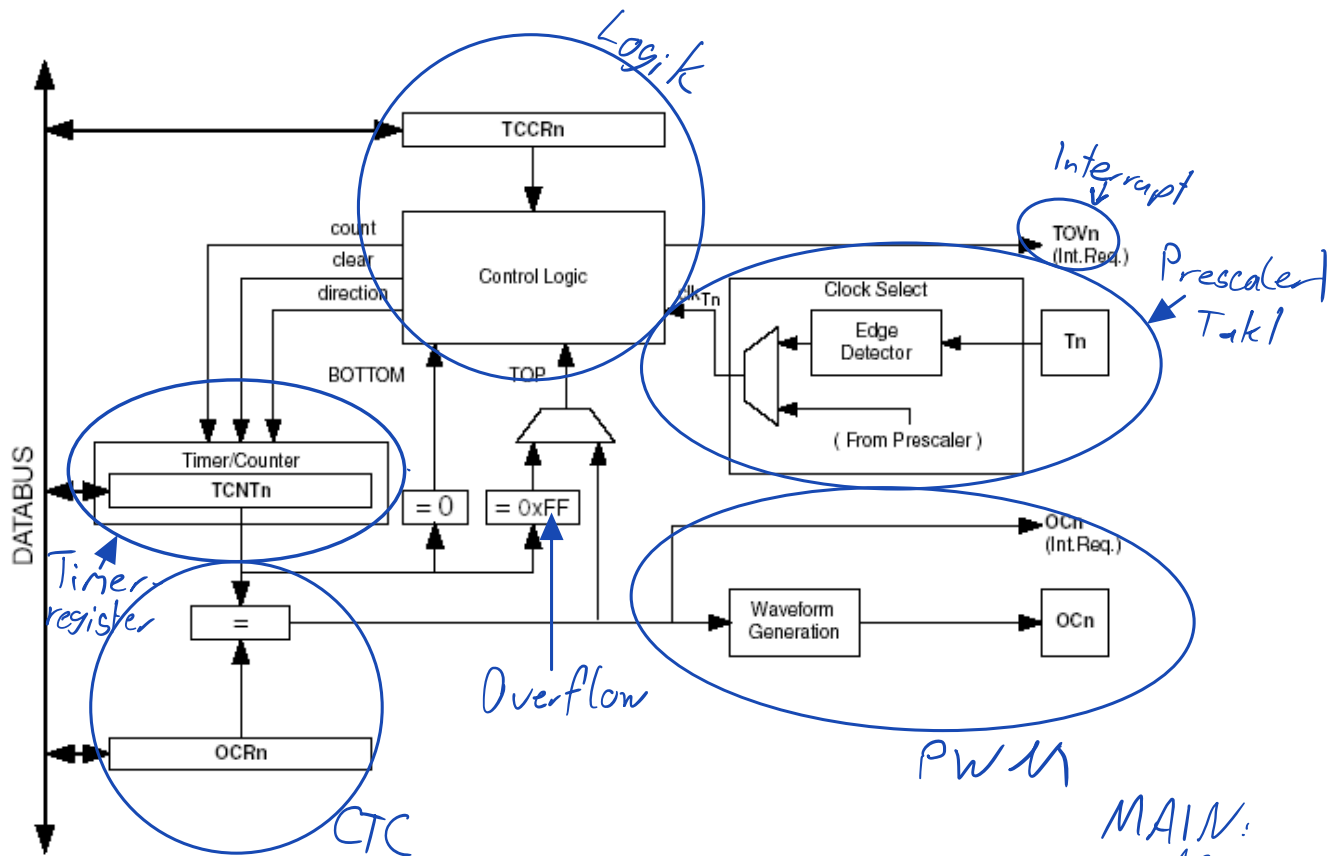 Logik
TCCRn
Interrupt
count
clear
direction
Control Logic
TOVn
(Int.Req.)
Prescaler
Takt
clkTn
Clock Select
Edge
Detector
Tn
( From Prescaler )
BOTTOM
TOP
Timer/Counter
TCNTn
= 0
= 0xFF
DATABUS
Timer-
register
=
OCn
(Int.Req.)
Waveform
Generation
OCn
Overflow
OCRn
PWM
CTC
MAIN: